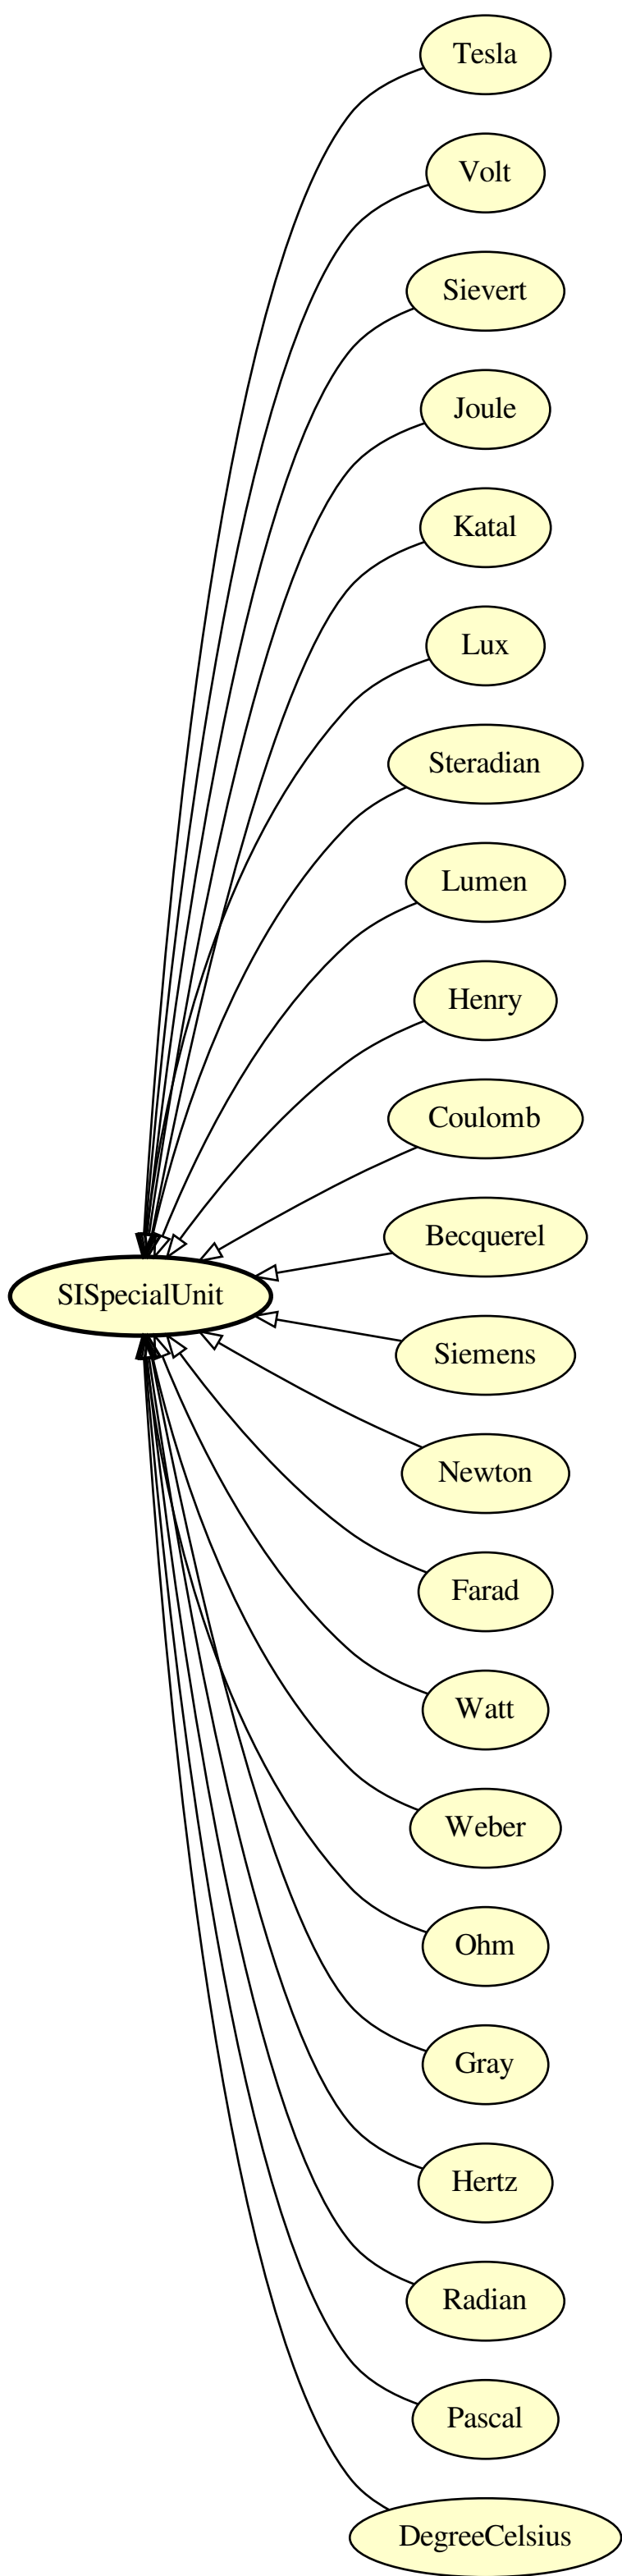 Tesla
Volt
Sievert
Joule
Katal
Lux
Steradian
Lumen
Henry
Coulomb
Becquerel
SISpecialUnit
Siemens
Newton
Farad
Watt
Weber
Ohm
Gray
Hertz
Radian
Pascal
DegreeCelsius